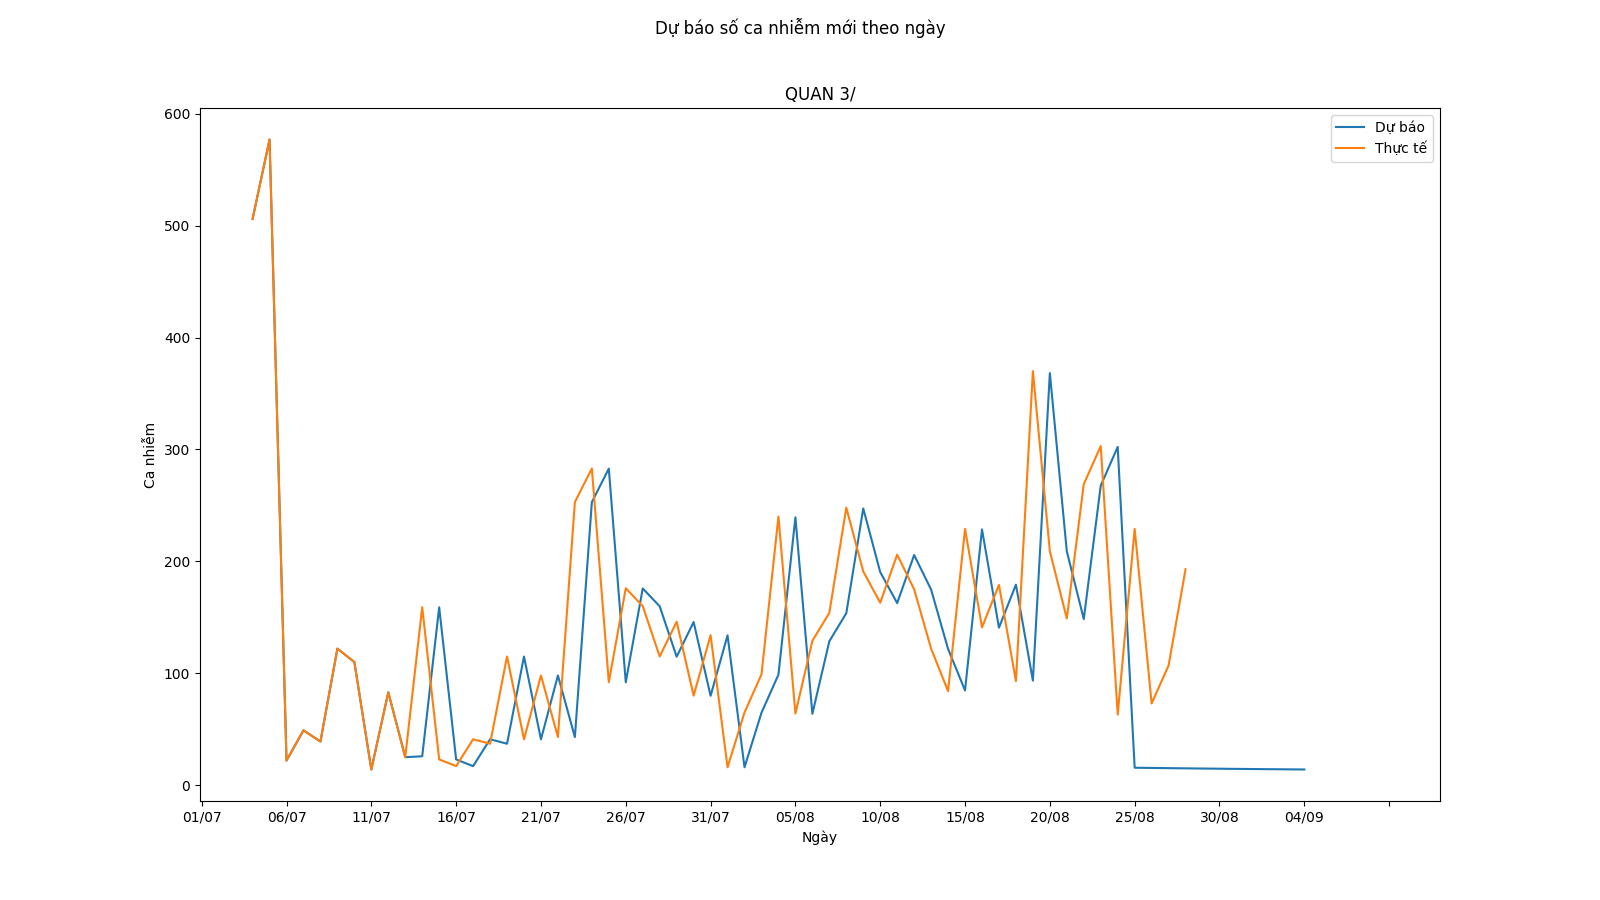 Dự báo số ca nhiễm mới theo ngày
QUAN 3/
Dự báo
Thực tế
600
500
400
300
200
100
0
Ca nhiễm
01/07 06/07 11/07 16/07 21/07 26/07 31/07 05/08 10/08 15/08 20/08 25/08 30/08 04/09
Ngày